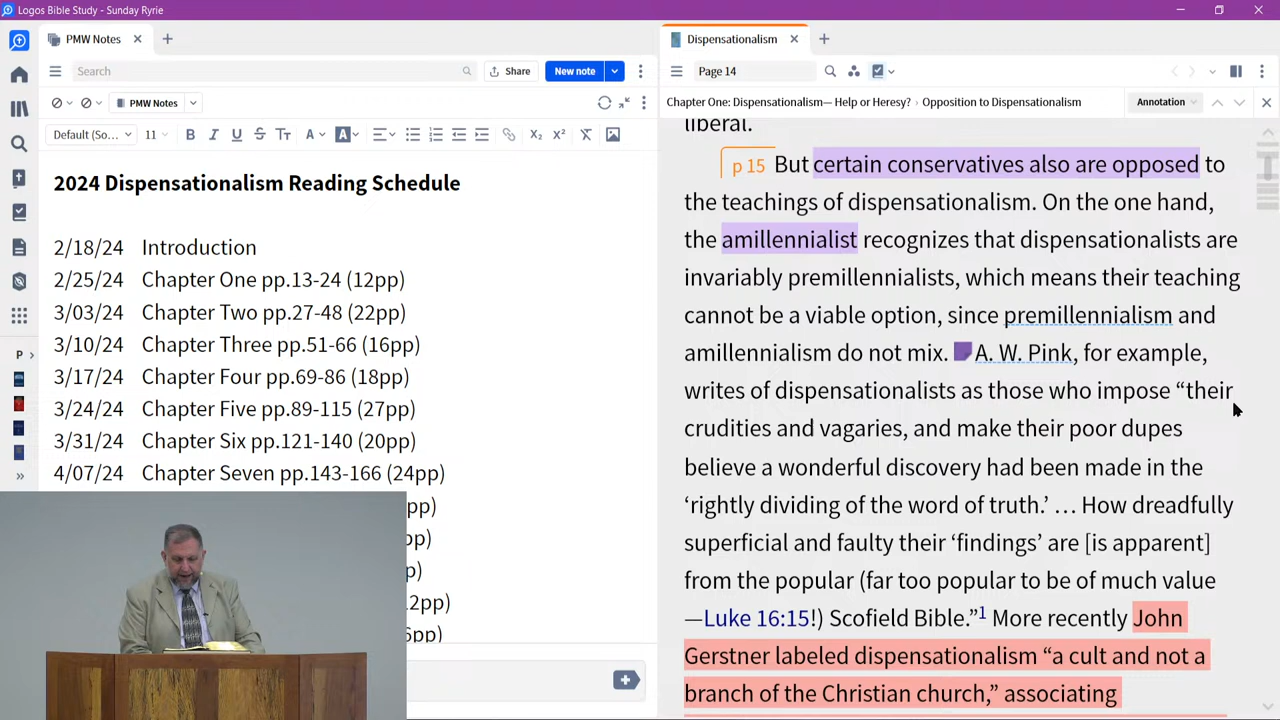 Logos Bible Study - Sunday Ryrie
PMW Notes
Search
Share
New note
PMW Notes
Default (So...
11
2024 Dispensationalism Reading Schedule
2/18/24 Introduction
2/25/24 Chapter One pp.13-24 (12pp)
3/03/24 Chapter Two pp.27-48 (22pp)
3/10/24 Chapter Three pp.51-66 (16pp)
3/17/24 Chapter Four pp.69-86 (18pp)
3/24/24 Chapter Five pp.89-115 (27pp)
3/31/24 Chapter Six pp.121-140 (20pp)
4/07/24 Chapter Seven pp.143-166 (24pp)
pp)
pp)
)
2pp)
6pp)
P
Dispensationalism
Page 14
Chapter One: Dispensationalism— Help or Heresy? › Opposition to Dispensationalism
Annotation
liberal.
p 15 But certain conservatives also are opposed to
the teachings of dispensationalism. On the one hand,
the amillennialist recognizes that dispensationalists are
invariably premillennialists, which means their teaching
cannot be a viable option, since premillennialism and
amillennialism do not mix. A. W. Pink, for example,
writes of dispensationalists as those who impose “their
crudities and vagaries, and make their poor dupes
believe a wonderful discovery had been made in the
‘rightly dividing of the word of truth.’ … How dreadfully
superficial and faulty their ‘findings’ are [is apparent]
from the popular (far too popular to be of much value
—Luke 16:15!) Scofield Bible.”1 More recently John
Gerstner labeled dispensationalism “a cult and not a
branch of the Christian church,” associating